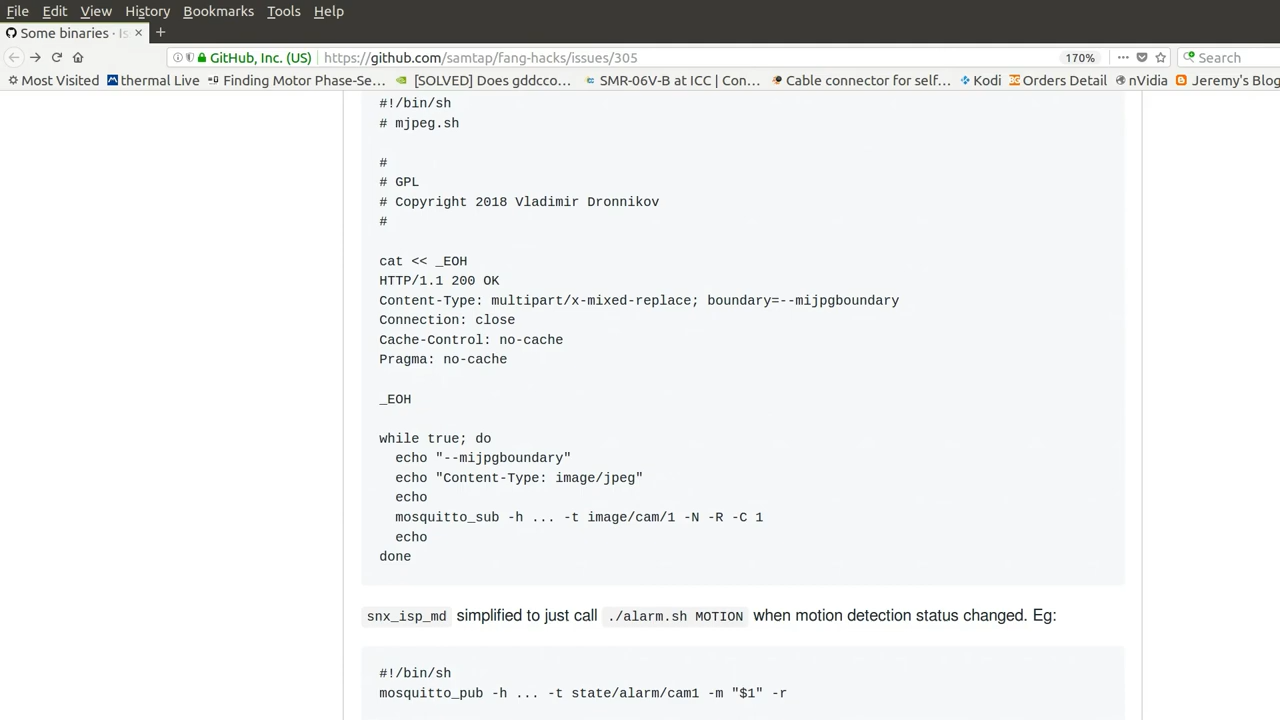 File Edit View History Bookmarks Tools Help
Some binaries · Is
GitHub, Inc. (US) https://github.com/samtap/fang-hacks/issues/305 170% Search
Most Visited thermal Live Finding Motor Phase-Se... [SOLVED] Does gddcco... SMR-06V-B at ICC | Con... Cable connector for self... Kodi Orders Detail nVidia Jeremy's Blog
#!/bin/sh
# mjpeg.sh
#
# GPL
# Copyright 2018 Vladimir Dronnikov
#
cat << _EOH
HTTP/1.1 200 OK
Content-Type: multipart/x-mixed-replace; boundary=--mijpgboundary
Connection: close
Cache-Control: no-cache
Pragma: no-cache
_EOH
while true; do
echo "--mijpgboundary"
echo "Content-Type: image/jpeg"
echo
mosquitto_sub -h ... -t image/cam/1 -N -R -C 1
echo
done
snx_isp_md simplified to just call ./alarm.sh MOTION when motion detection status changed. Eg:
#!/bin/sh
mosquitto_pub -h ... -t state/alarm/cam1 -m "$1" -r